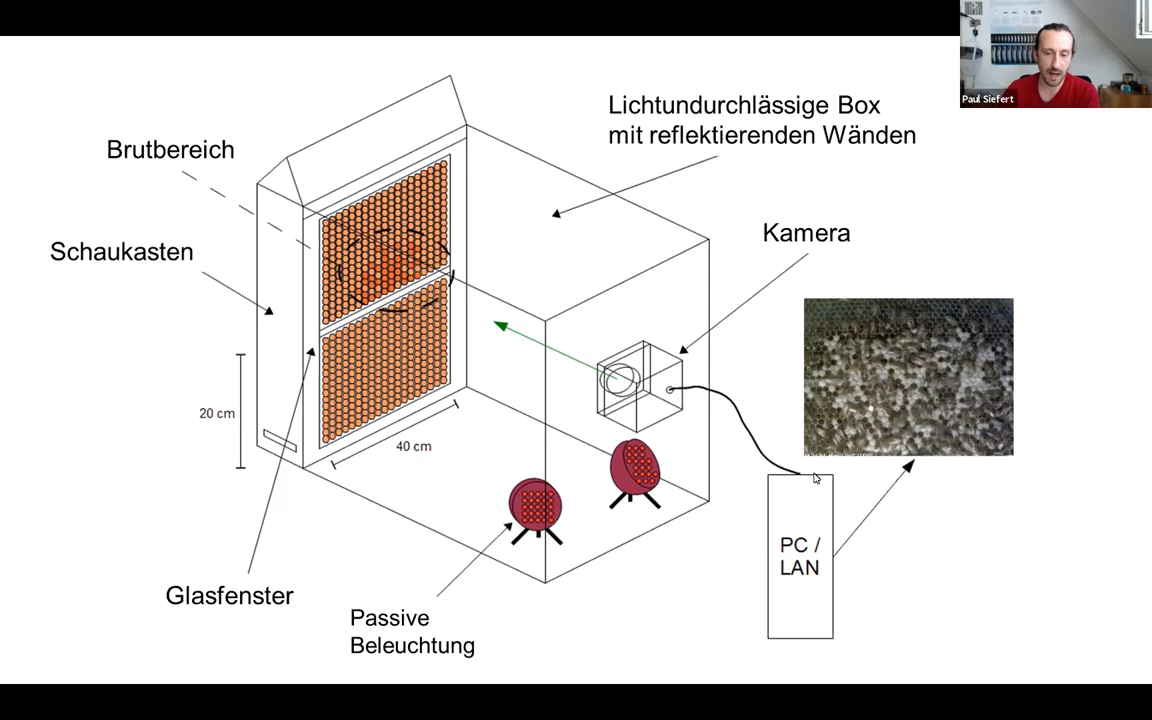 Paul Siefert
Lichtundurchlässige Box
mit reflektierenden Wänden
Brutbereich
Schaukasten
Kamera
20 cm
40 cm
PC /
LAN
Glasfenster
Passive
Beleuchtung